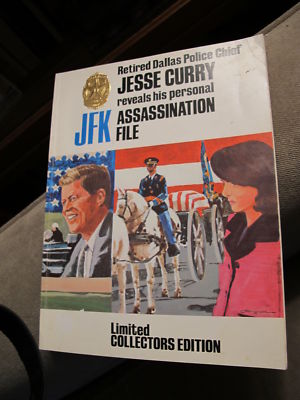 Retired Dallas Police Chief
JESSE CURRY
reveals his personal
JFK ASSASSINATION
FILE
Limited
COLLECTORS EDITION